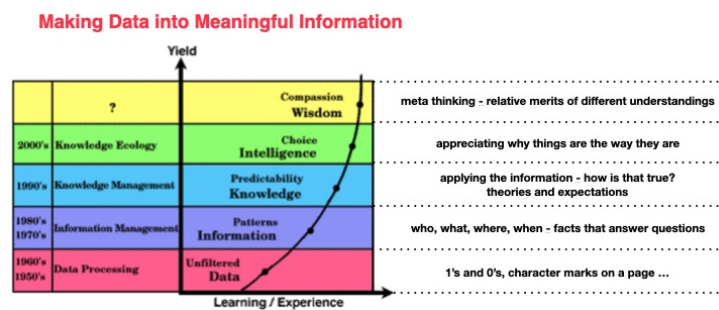 Making Data into Meaningful Information
Yield
?
Compassion
Wisdom
meta thinking - relative merits of different understandings
2000's Knowledge Ecology
Choice
Intelligence
appreciating why things are the way they are
1990's Knowledge Management
Predictability
Knowledge
applying the information - how is that true?
theories and expectations
1980's
1970's
Information Management
Patterns
Information
who, what, where, when - facts that answer questions
1960's
1950's
Data Processing
Unfiltered
Data
1's and 0's, character marks on a page ...
Learning / Experience